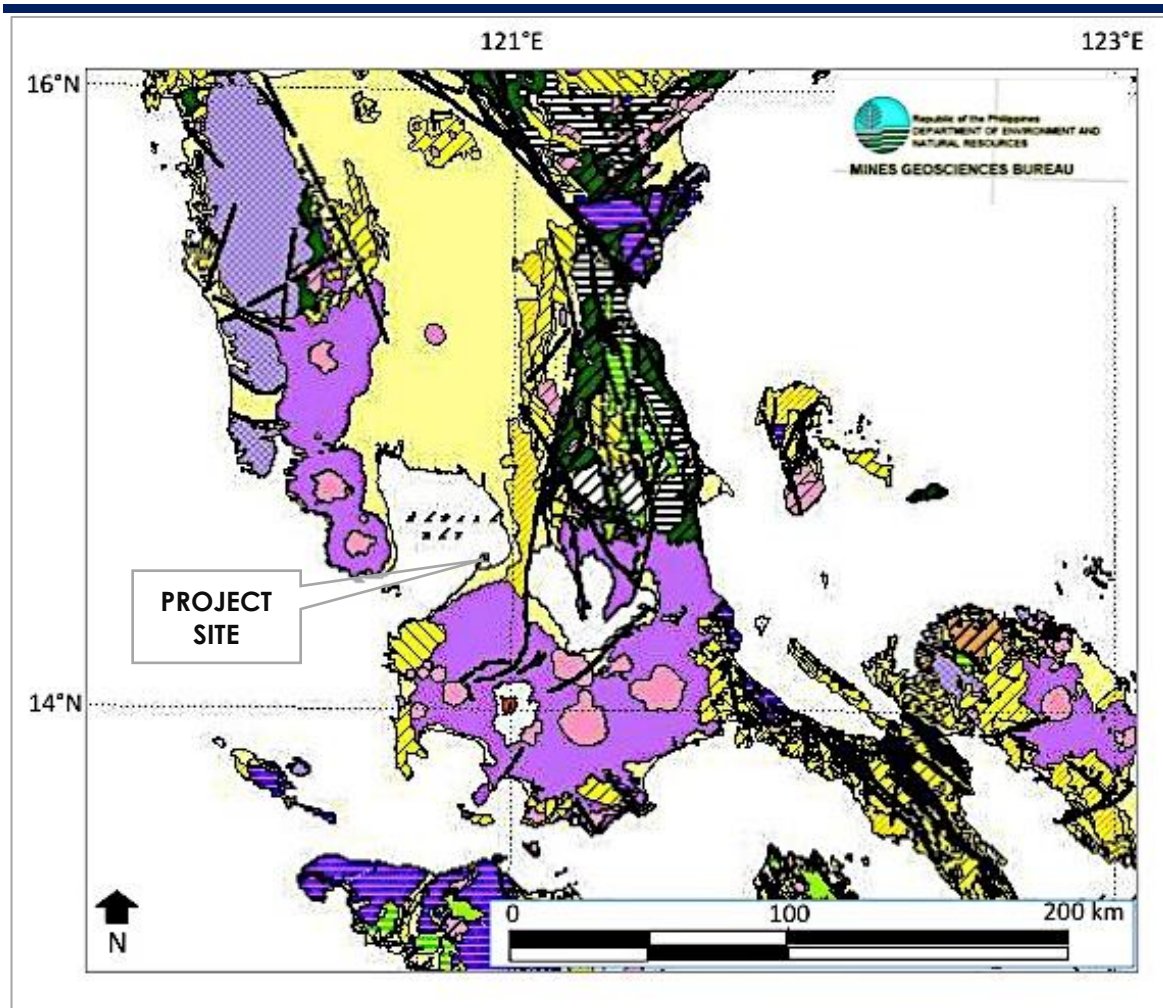 121°E 123°E
16°N
Republic of the Philippines
DEPARTMENT OF ENVIRONMENT AND
NATURAL RESOURCES
MINES GEOSCIENCES BUREAU
PROJECT
SITE
14°N
0 100 200 km
N